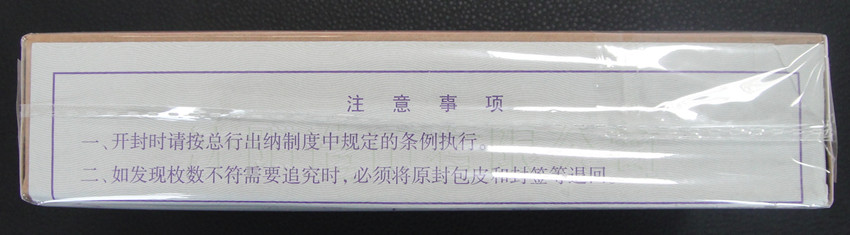 注意事项
一、开封时请按总行出纳制度中规定的条例执行。
二、如发现枚数不符需要追究时，必须将原封包皮和封签等退回。